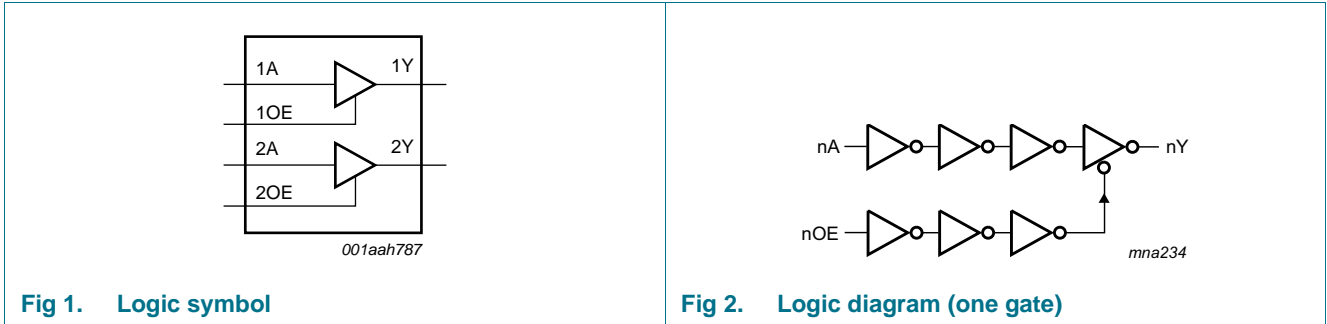 1A
1Y
1OE
2A
2Y
2OE
001aah787
Fig 1. Logic symbol
nA
nY
nOE
mna234
Fig 2. Logic diagram (one gate)